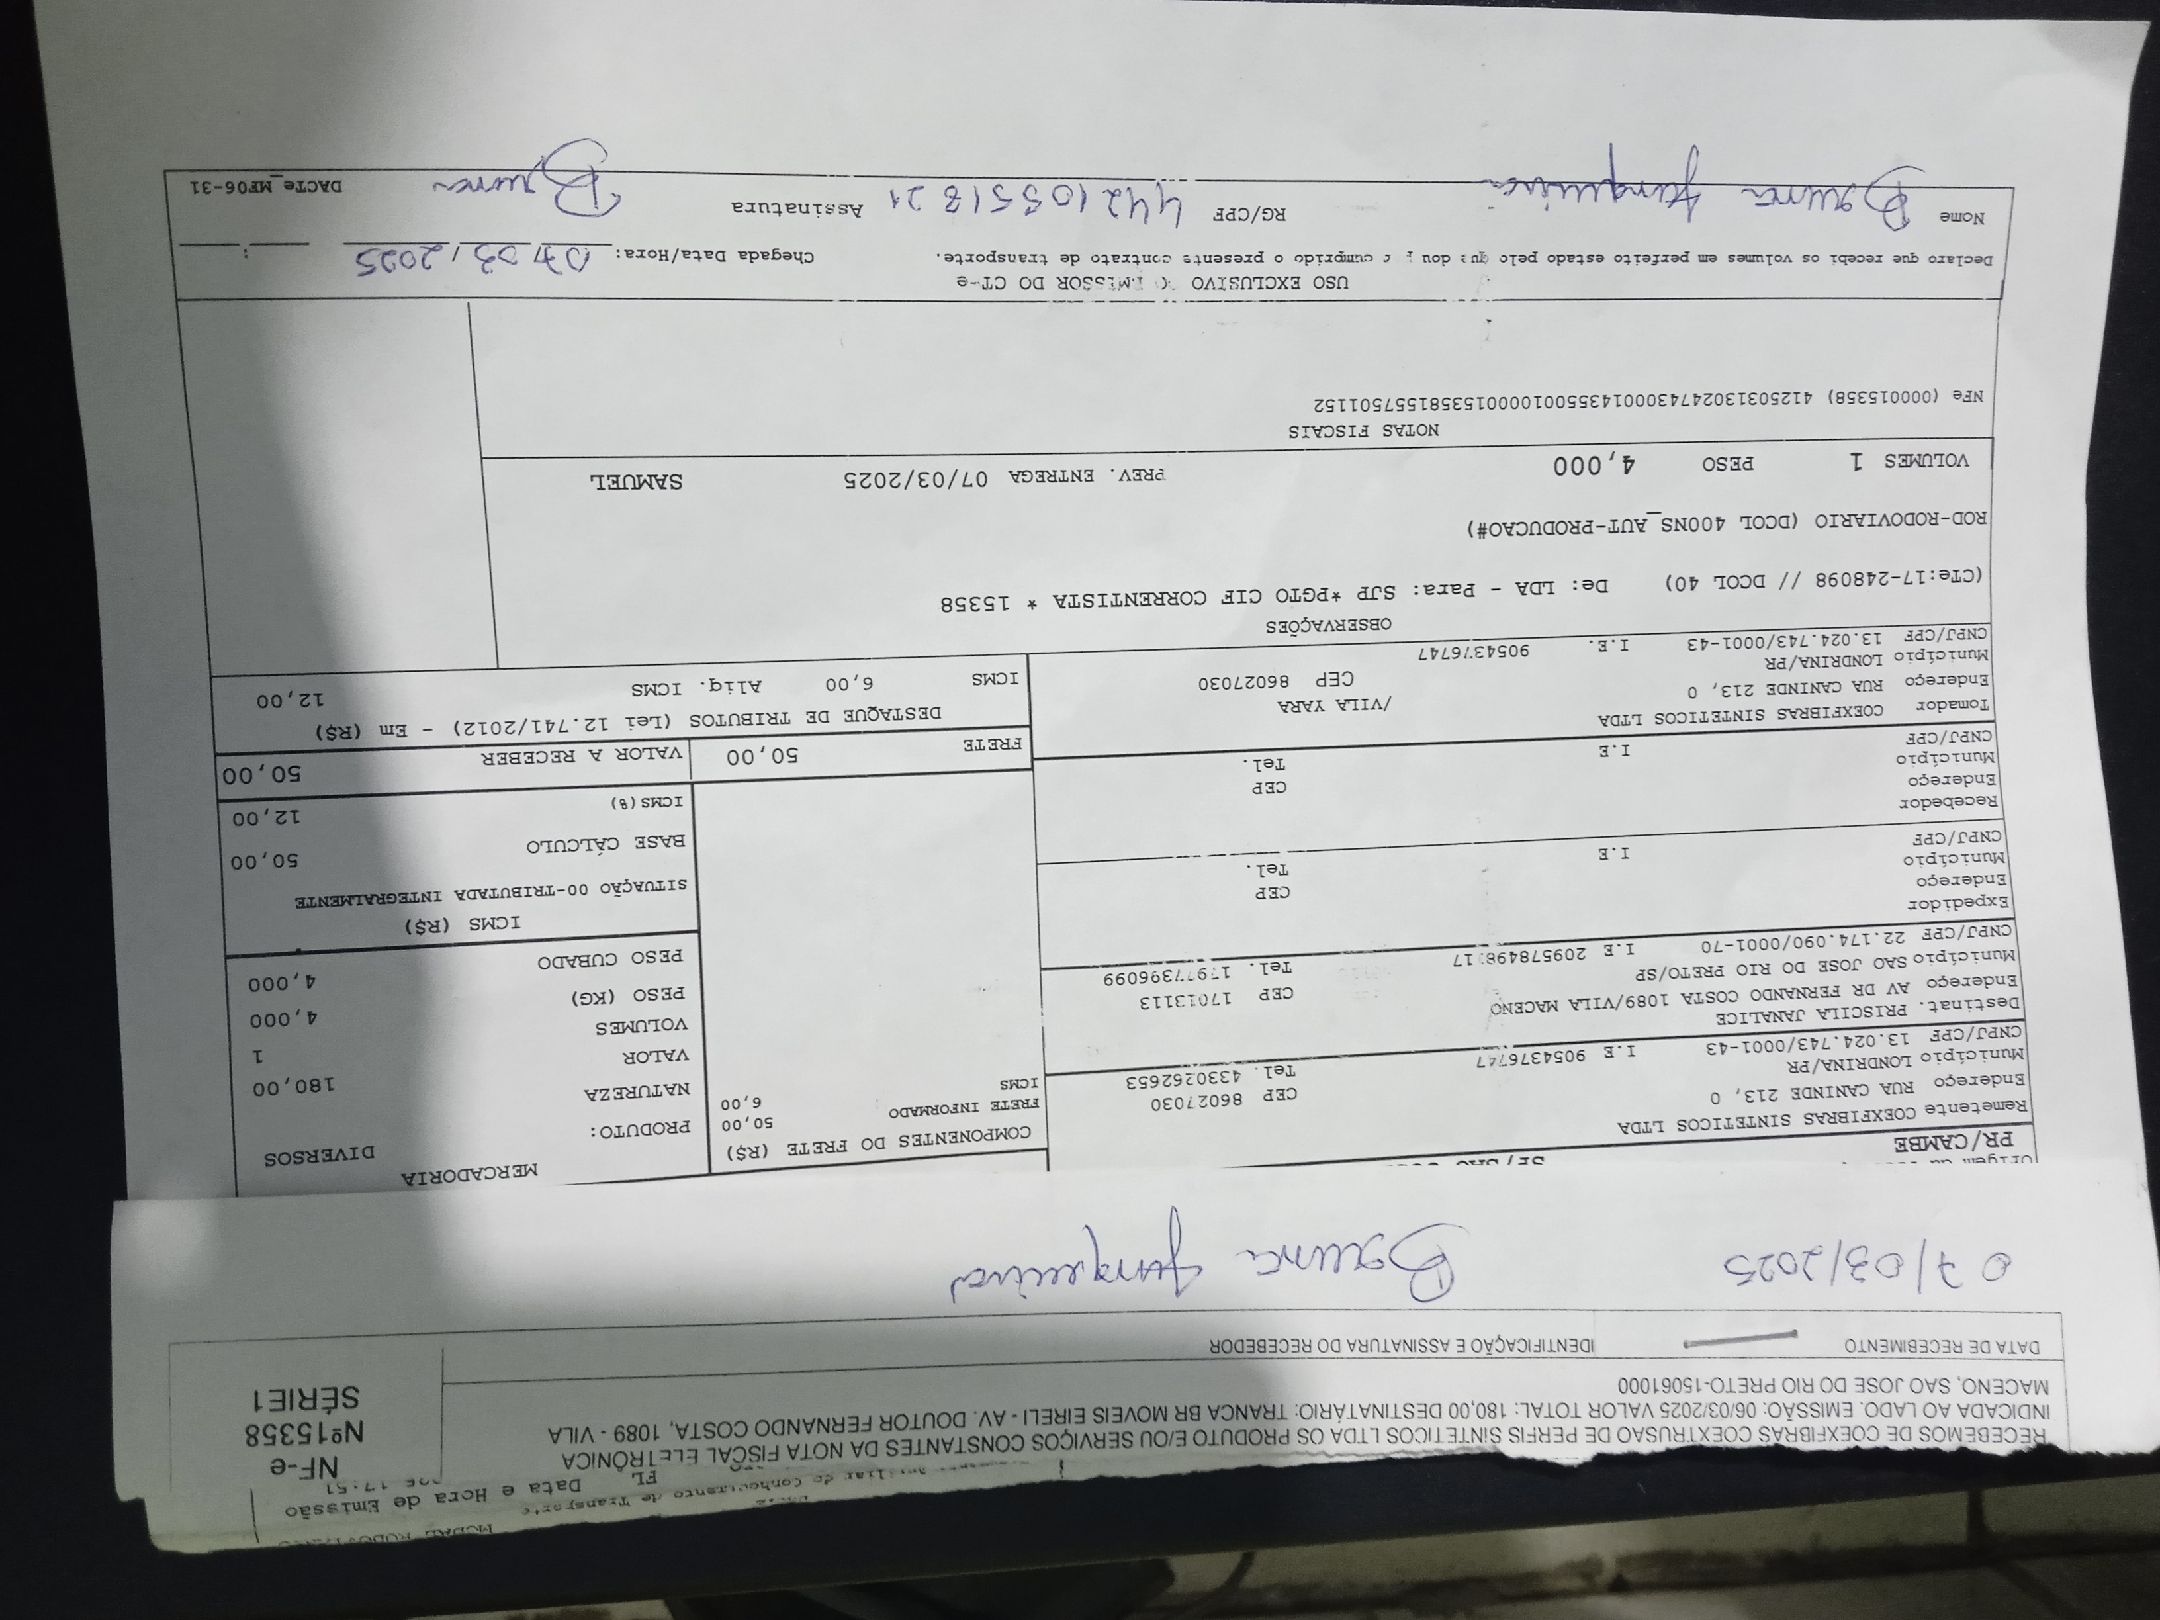 Data e Hora de Emissão
RECEBEMOS DE COEXFIBRAS COEXTRUSAO DE PERFIS SINTETICOS LTDA OS PRODUTO E/OU SERVIÇOS CONSTANTES DA NOTA FISCAL ELETRÔNICA
INDICADA AO LADO. EMISSÃO: 06/03/2025 VALOR TOTAL: 180,00 DESTINATÁRIO: TRANCA BR MOVEIS EIRELI - AV. DOUTOR FERNANDO COSTA, 1089 - VILA
MACENO, SAO JOSE DO RIO PRETO-15061000
NF-e
Nº15358
SÉRIE1
DATA DE RECEBIMENTO IDENTIFICAÇÃO E ASSINATURA DO RECEBEDOR
07/03/2025 Bruna Junqueira
PR/CAMBE
Remetente COEXFIBRAS SINTETICOS LTDA
Endereço RUA CANINDE 213, 0 CEP 86027030
Município LONDRINA/PR Tel. 4330262653
CNPJ/CPF 13.024.743/0001-43 I.E 9054376747
Destinat. PRISCILA JANALICE
Endereço AV DR FERNANDO COSTA 1089/VILA MACENO CEP 17013113
Município SAO JOSE DO RIO PRETO/SP Tel. 17977396099
CNPJ/CPF 22.174.090/0001-70 I.E
Expedidor
Endereço CEP
Município Tel.
CNPJ/CPF I.E
Recebedor
Endereço CEP
Município Tel.
CNPJ/CPF I.E
Tomador COEXFIBRAS SINTETICOS LTDA
Endereço RUA CANINDE 213, 0 /VILA YARA
Município LONDRINA/PR CEP 86027030
CNPJ/CPF 13.024.743/0001-43 I.E. 9054376747
COMPONENTES DO FRETE (R$)
FRETE INFORMADO 50,00
ICMS 6,00
MERCADORIA
PRODUTO: DIVERSOS
NATUREZA
VALOR 180,00
VOLUMES 1
PESO (KG) 4,000
PESO CUBADO 4,000
ICMS (R$)
SITUAÇÃO 00-TRIBUTADA INTEGRALMENTE
BASE CÁLCULO 50,00
ICMS(%) 12,00
FRETE 50,00 VALOR A RECEBER 50,00
DESTAQUE DE TRIBUTOS (Lei 12.741/2012) - Em (R$)
ICMS 6,00 Aliq. ICMS 12,00
OBSERVAÇÕES
(CTe:17-248098 // DCOL 40) De: LDA - Para: SJP *PGTO CIF CORRENTISTA * 15358
ROD-RODOVIARIO (DCOL 400NS_AUT-PRODUCAO#)
VOLUMES 1 PESO 4,000 PREV. ENTREGA 07/03/2025 SAMUEL
NOTAS FISCAIS
NFe (000015358) 41250313024743000143550010000153581557501152
USO EXCLUSIVO DO EMISSOR DO CT-e
Declaro que recebi os volumes em perfeito estado pelo que dou por cumprido o presente contrato de transporte. Chegada Data/Hora: 07/03/2025 :
Nome Bruna Junqueira RG/CPF Assinatura Bruna DACTe_MF06-31